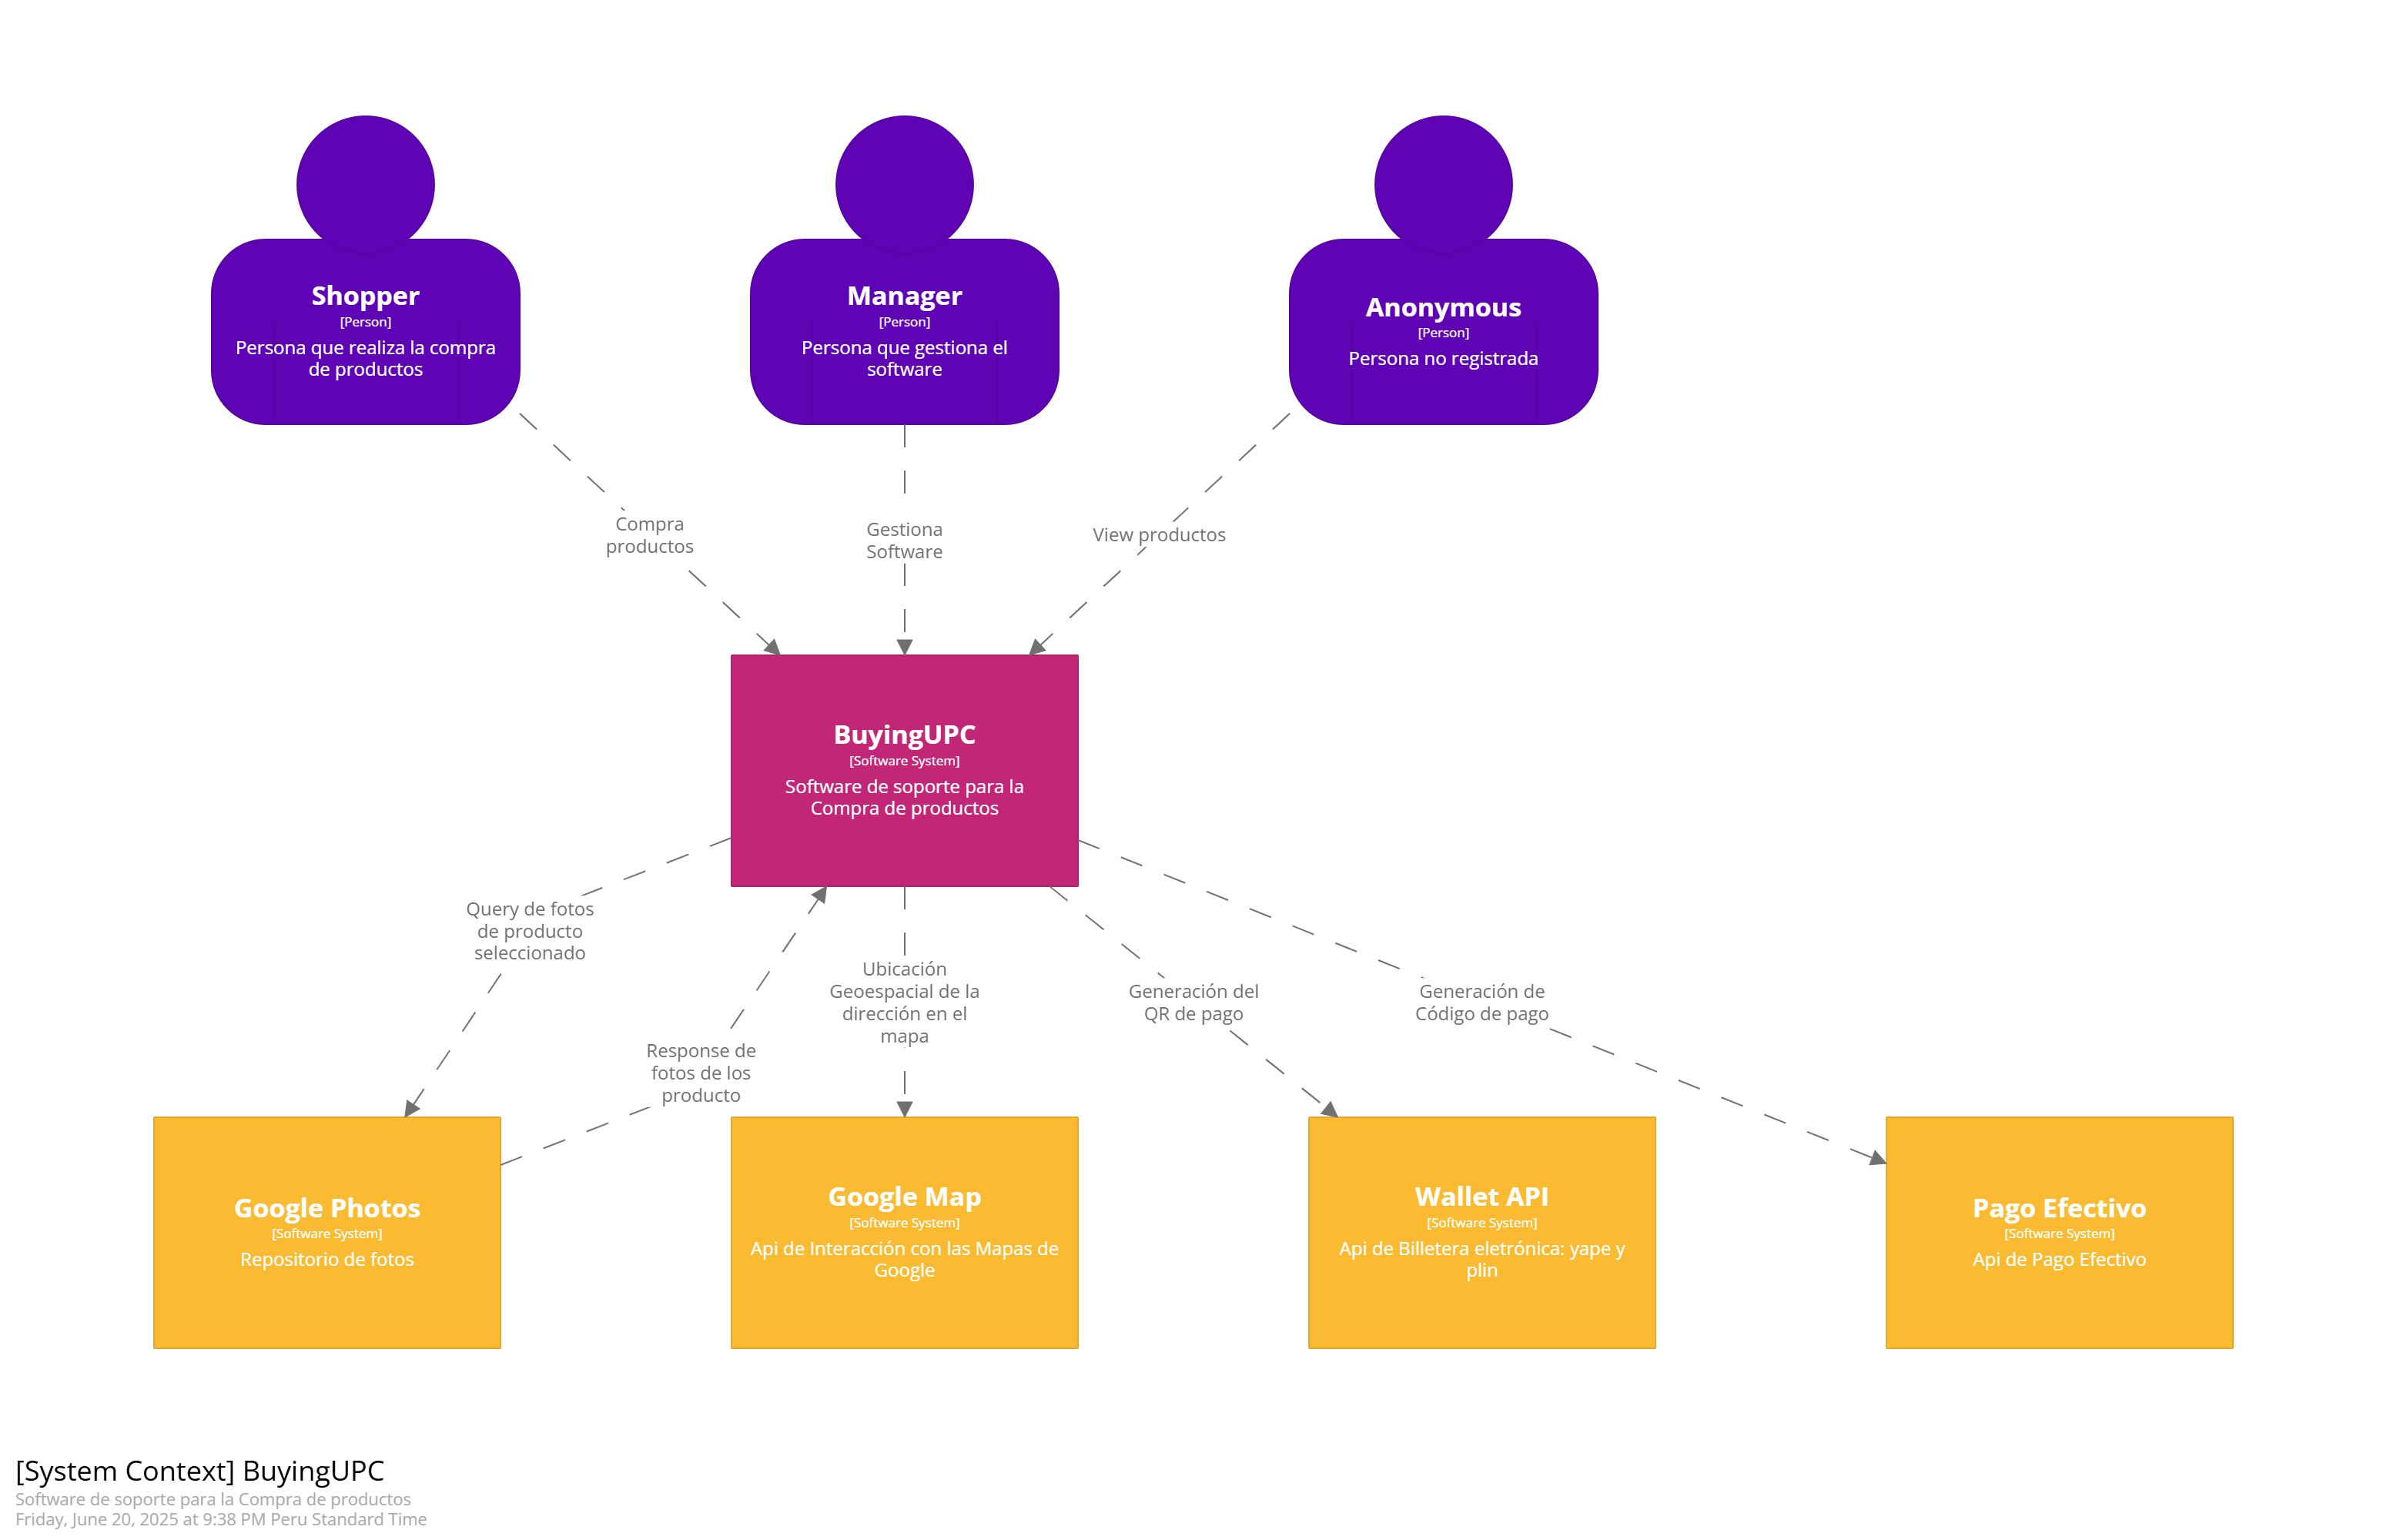 Shopper
[Person]
Persona que realiza la compra
de productos
Manager
[Person]
Persona que gestiona el
software
Anonymous
[Person]
Persona no registrada
Compra
productos
Gestiona
Software
View productos
BuyingUPC
[Software System]
Software de soporte para la
Compra de productos
Query de fotos
de producto
seleccionado
Response de
fotos de los
producto
Ubicación
Geoespacial de la
dirección en el
mapa
Generación del
QR de pago
Generación de
Código de pago
Google Photos
[Software System]
Repositorio de fotos
Google Map
[Software System]
Api de Interacción con las Mapas de
Google
Wallet API
[Software System]
Api de Billetera eletrónica: yape y
plin
Pago Efectivo
[Software System]
Api de Pago Efectivo
[System Context] BuyingUPC
Software de soporte para la Compra de productos
Friday, June 20, 2025 at 9:38 PM Peru Standard Time